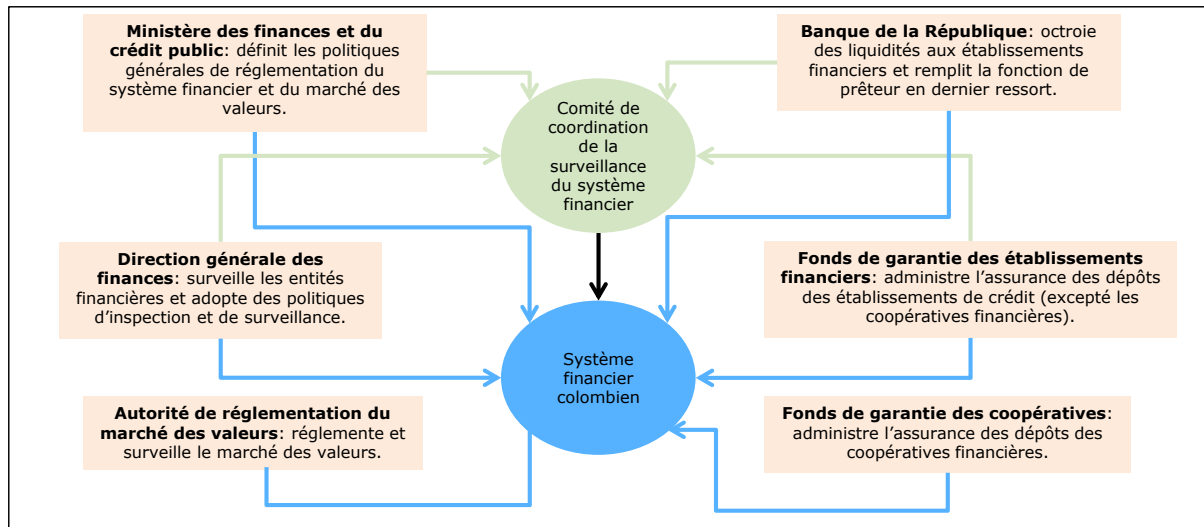 Ministère des finances et du
crédit public: définit les politiques
générales de réglementation du
système financier et du marché des
valeurs.
Banque de la République: octroie
des liquidités aux établissements
financiers et remplit la fonction de
prêteur en dernier ressort.
Comité de
coordination
de la
surveillance
du système
financier
Direction générale des
finances: surveille les entités
financières et adopte des politiques
d'inspection et de surveillance.
Fonds de garantie des établissements
financiers: administre l'assurance des dépôts
des établissements de crédit (excepté les
coopératives financières).
Système
financier
colombien
Autorité de réglementation du
marché des valeurs: réglemente et
surveille le marché des valeurs.
Fonds de garantie des coopératives:
administre l'assurance des dépôts des
coopératives financières.